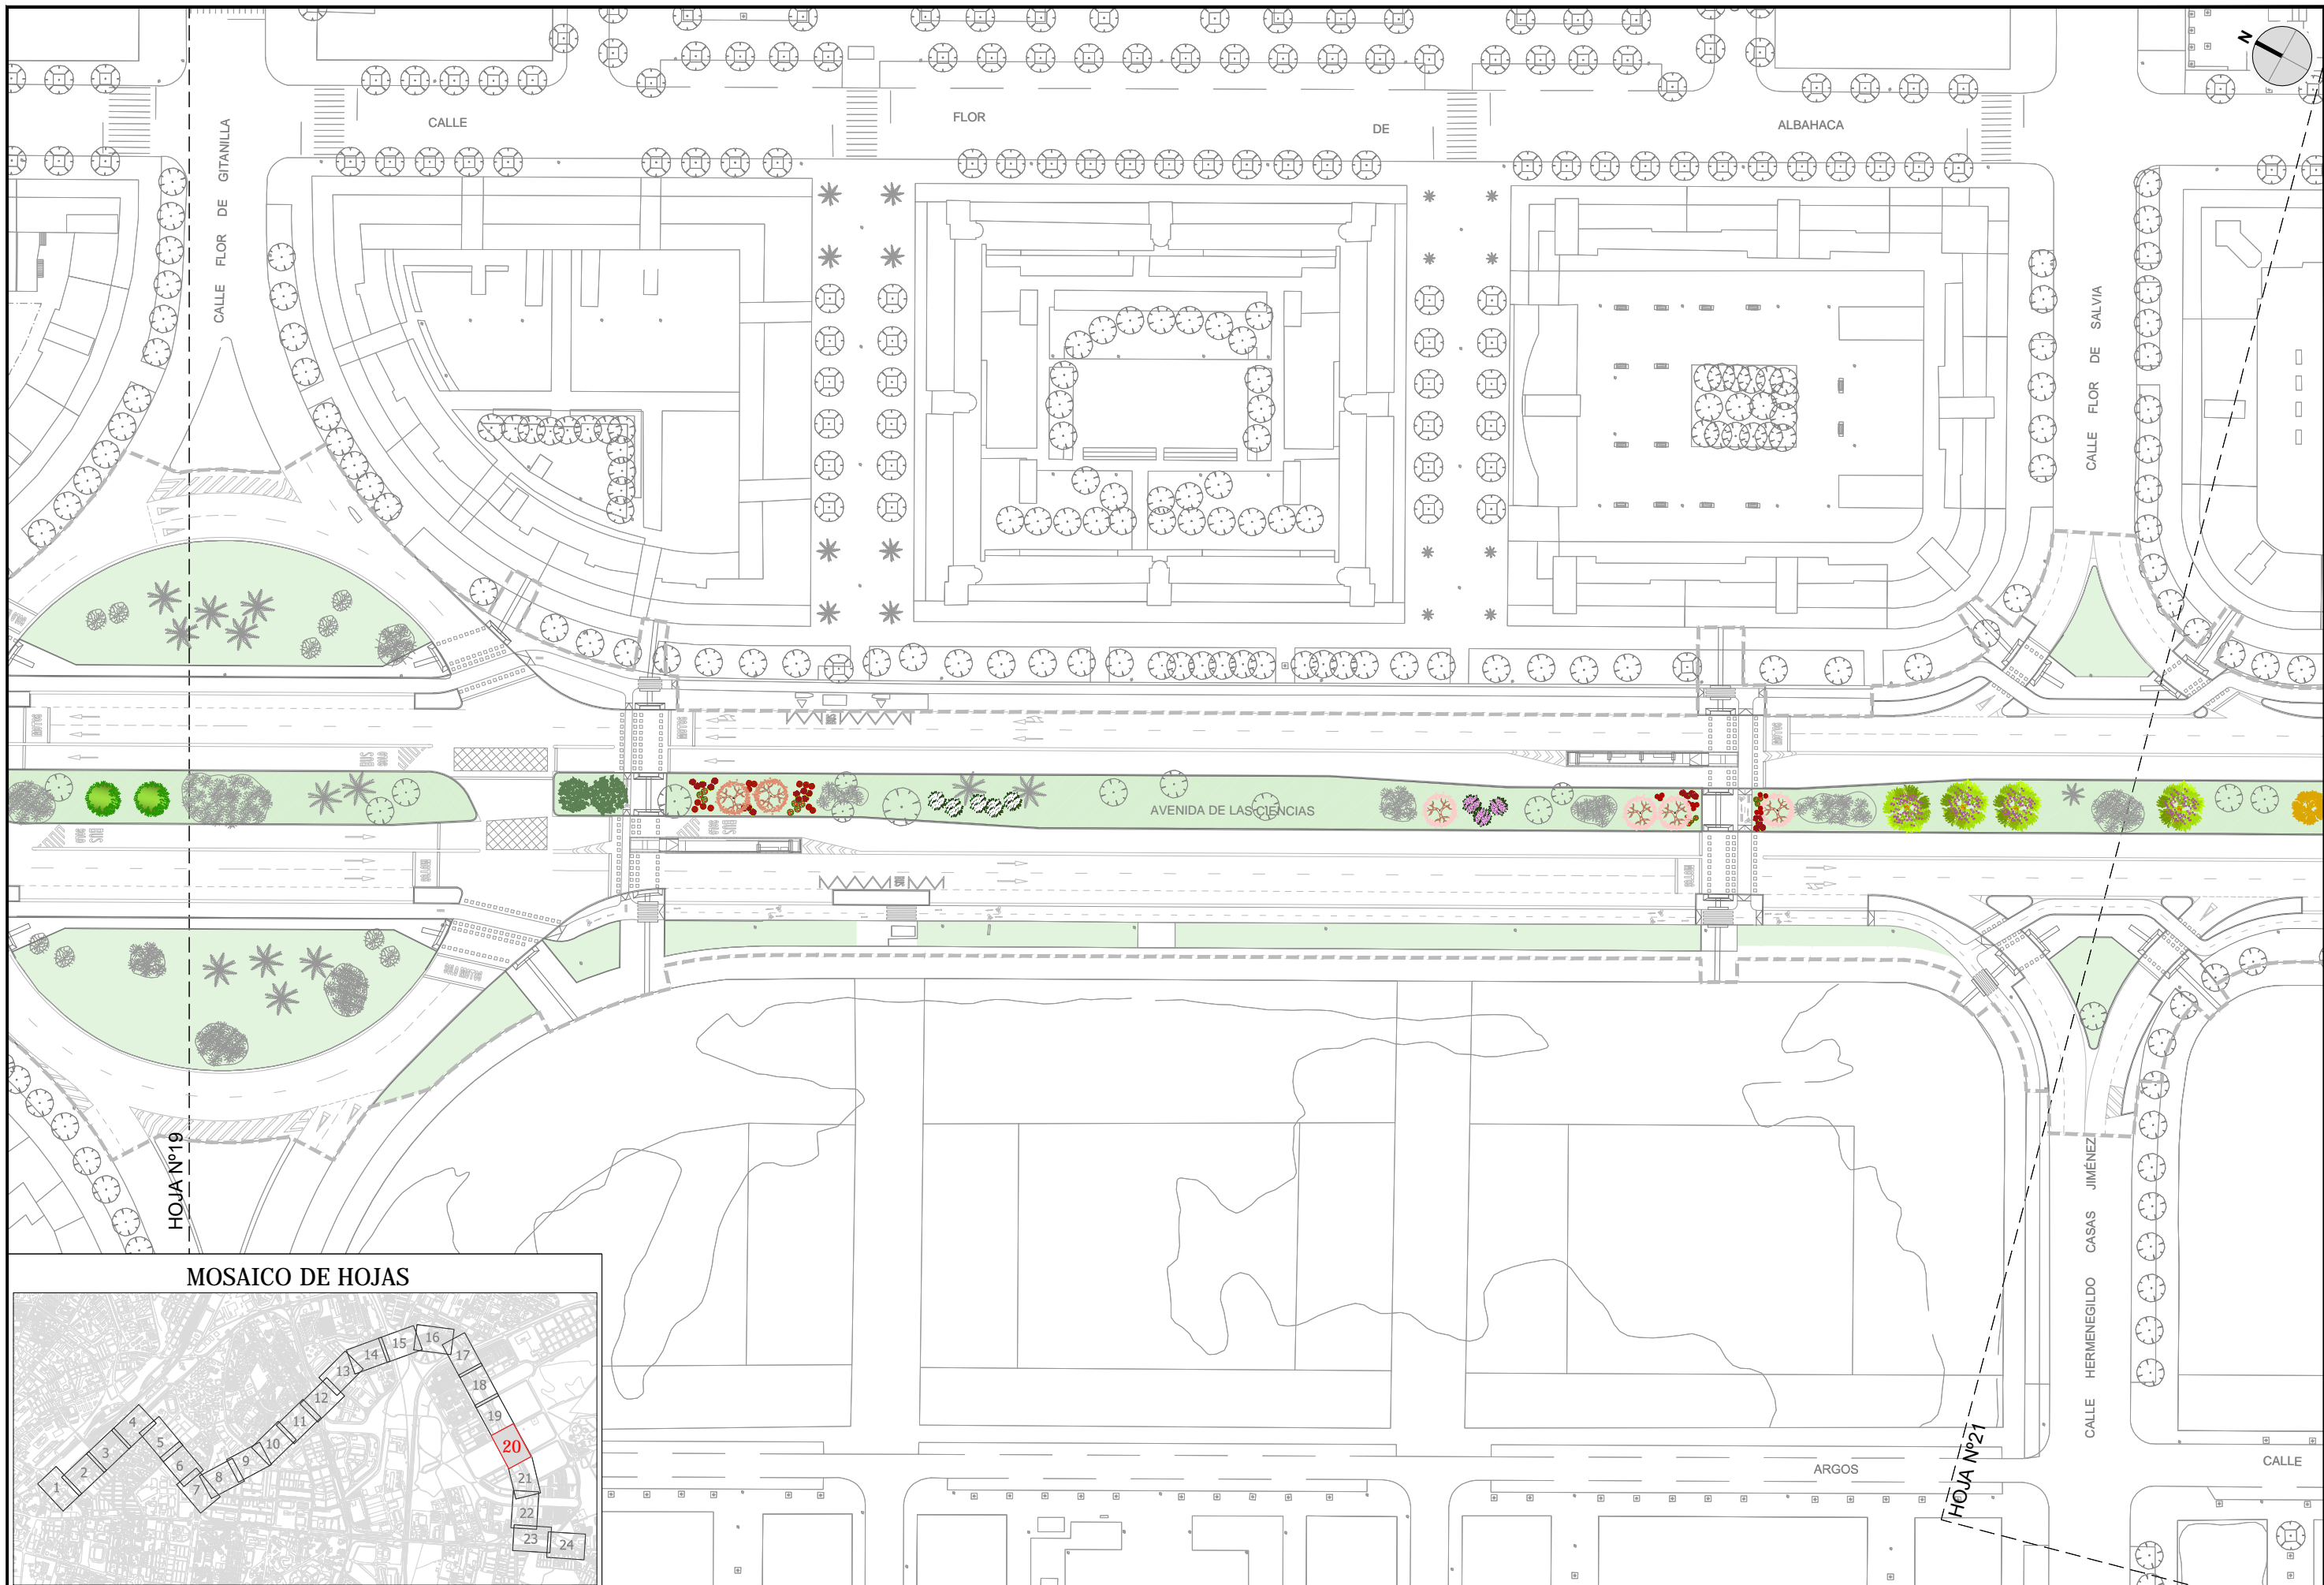 N
CALLE FLOR DE ALBAHACA
CALLE FLOR DE GITANILLA
CALLE FLOR DE SALVIA
AVENIDA DE LAS CIENCIAS
HOJA Nº19
HOJA Nº21
CALLE HERMENEGILDO CASAS JIMÉNEZ
ARGOS
CALLE
MOSAICO DE HOJAS
1
2
3
4
5
6
7
8
9
10
11
12
13
14
15
16
17
18
19
20
21
22
23
24